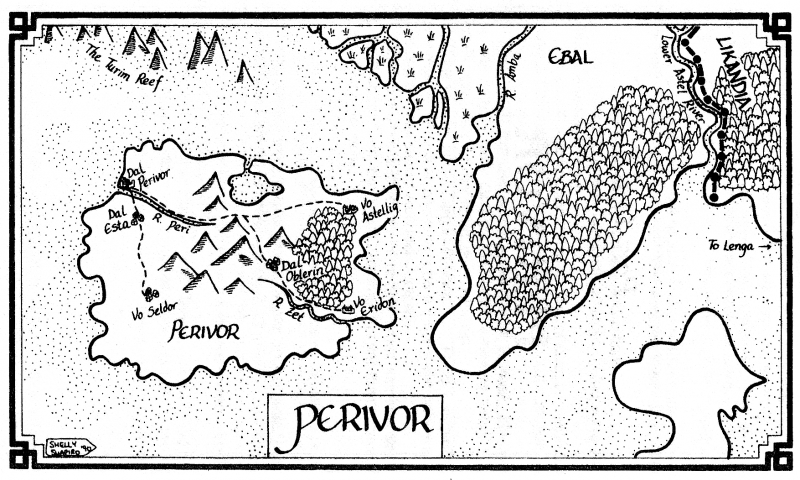 The Turim Reef
R. Amba
EBAL
Lower Astel River
LIKANDIA
Dal
Perivor
Dal
Esta
R. Peri
Vo
Astellig
Dal
Oblerin
Vo Seldor
R. Zel
Vo
Eridon
PERIVOR
To Lenga →
PERIVOR
SHELLY
SHAPIRO '90